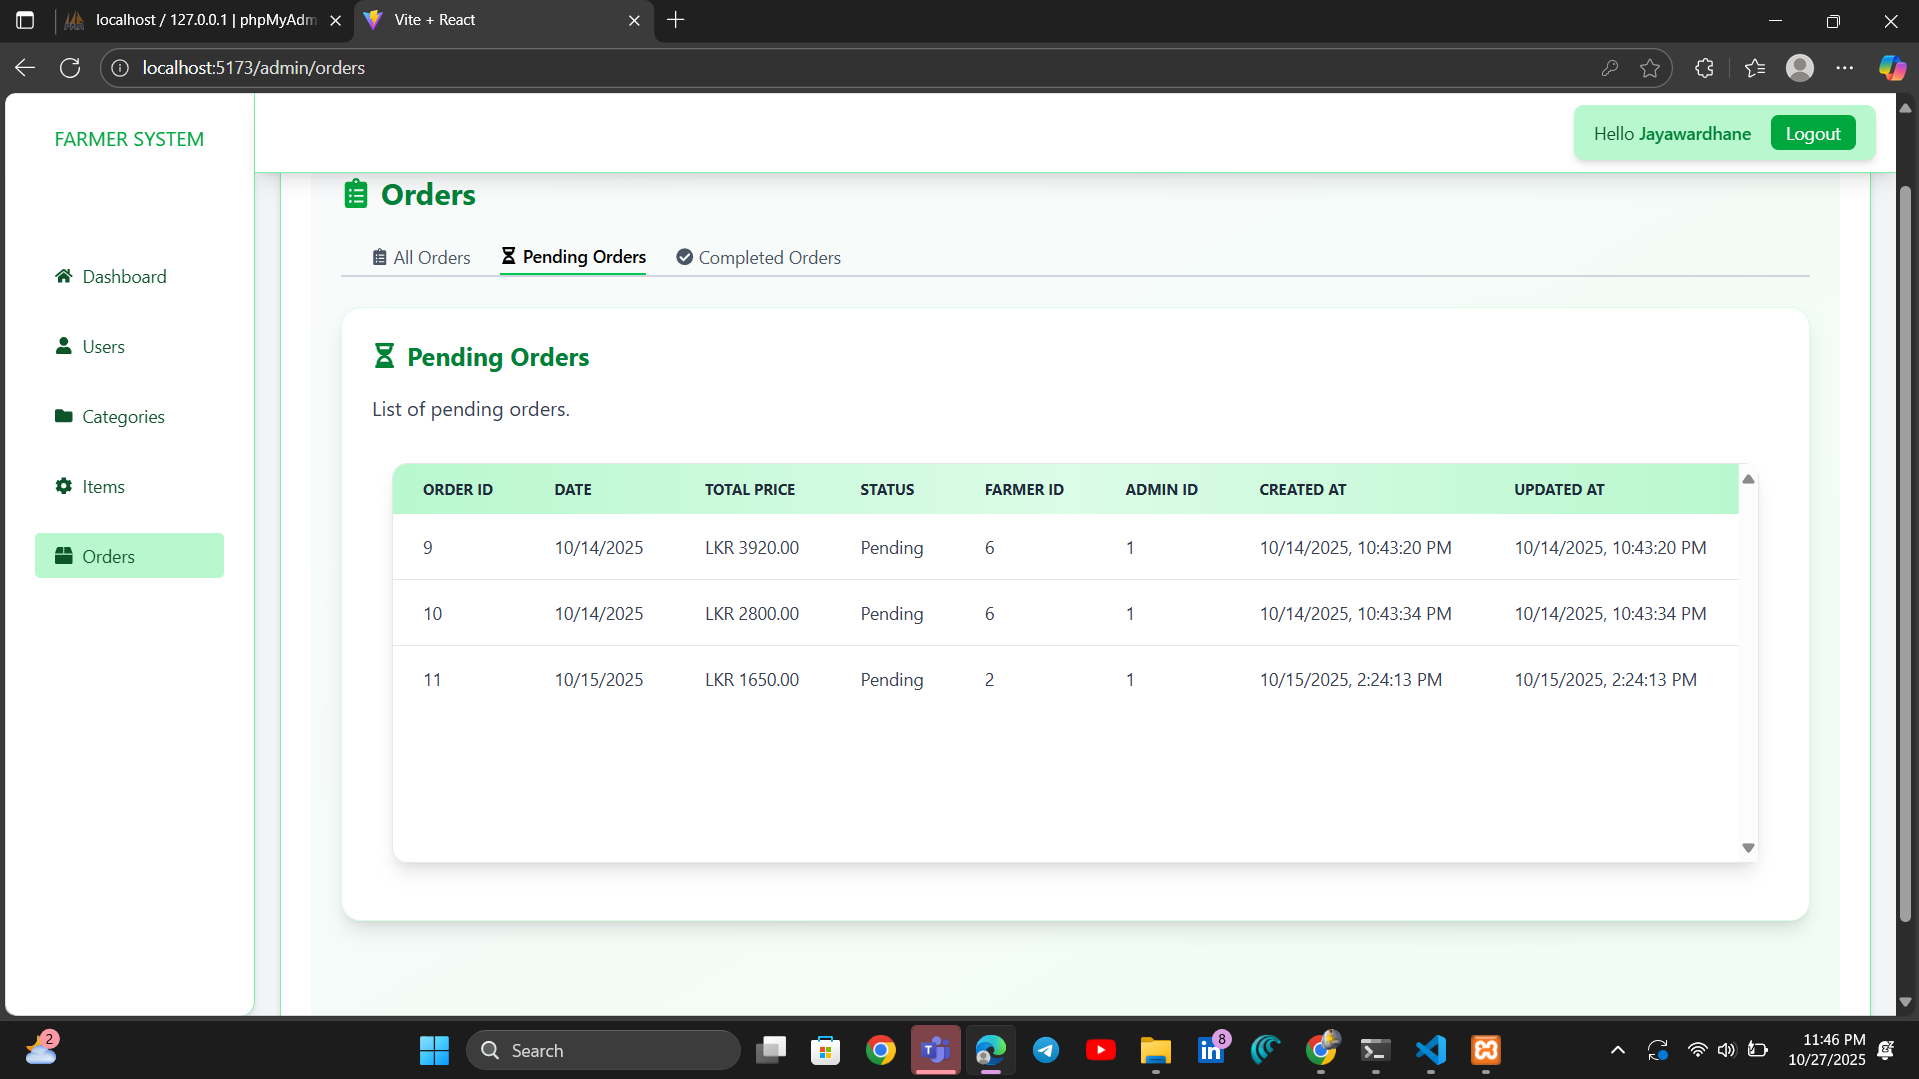 localhost / 127.0.0.1 | phpMyAdm
Vite + React
localhost:5173/admin/orders
FARMER SYSTEM
Hello Jayawardhane
Logout
Dashboard
Users
Categories
Items
Orders
Orders
All Orders
Pending Orders
Completed Orders
Pending Orders
List of pending orders.
ORDER ID DATE TOTAL PRICE STATUS FARMER ID ADMIN ID CREATED AT UPDATED AT
9 10/14/2025 LKR 3920.00 Pending 6 1 10/14/2025, 10:43:20 PM 10/14/2025, 10:43:20 PM
10 10/14/2025 LKR 2800.00 Pending 6 1 10/14/2025, 10:43:34 PM 10/14/2025, 10:43:34 PM
11 10/15/2025 LKR 1650.00 Pending 2 1 10/15/2025, 2:24:13 PM 10/15/2025, 2:24:13 PM
2
Search
8
11:46 PM
10/27/2025